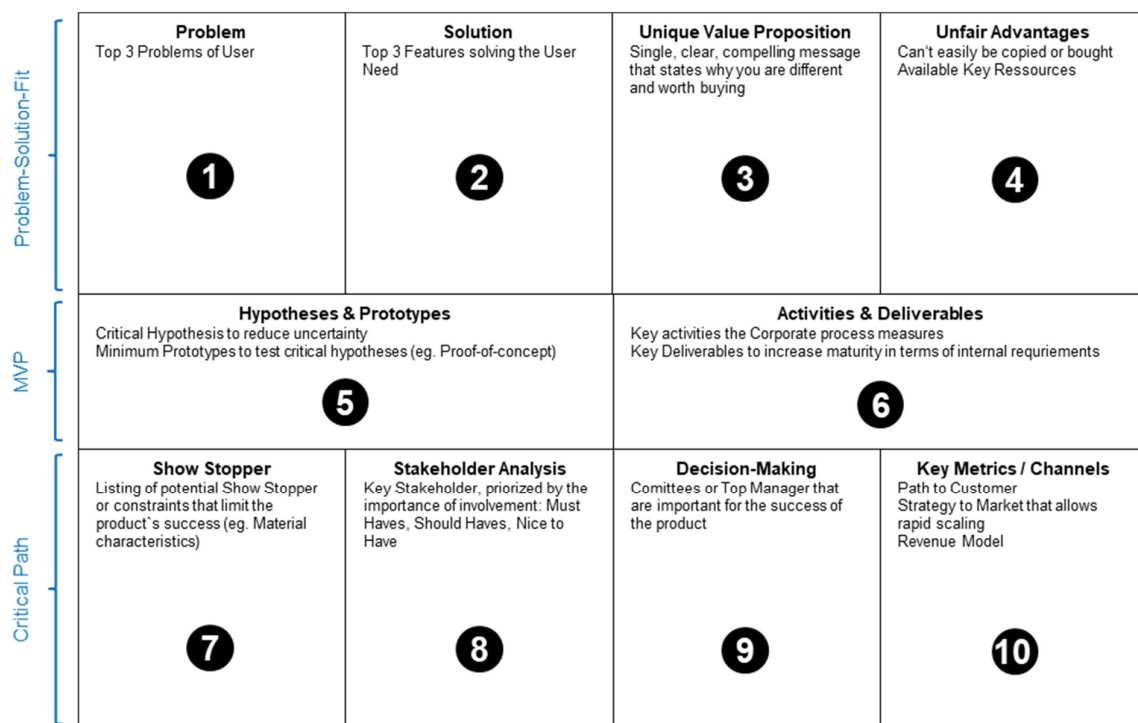 Problem-Solution-Fit
Problem
Top 3 Problems of User
1
Solution
Top 3 Features solving the User
Need
2
Unique Value Proposition
Single, clear, compelling message
that states why you are different
and worth buying
3
Unfair Advantages
Can't easily be copied or bought
Available Key Ressources
4
MVP
Hypotheses & Prototypes
Critical Hypothesis to reduce uncertainty
Minimum Prototypes to test critical hypotheses (eg. Proof-of-concept)
5
Activities & Deliverables
Key activities the Corporate process measures
Key Deliverables to increase maturity in terms of internal requriements
6
Critical Path
Show Stopper
Listing of potential Show Stopper
or constraints that limit the
product`s success (eg. Material
characteristics)
7
Stakeholder Analysis
Key Stakeholder, priorized by the
importance of involvement: Must
Haves, Should Haves, Nice to
Have
8
Decision-Making
Comittees or Top Manager that
are important for the success of
the product
9
Key Metrics / Channels
Path to Customer
Strategy to Market that allows
rapid scaling
Revenue Model
10